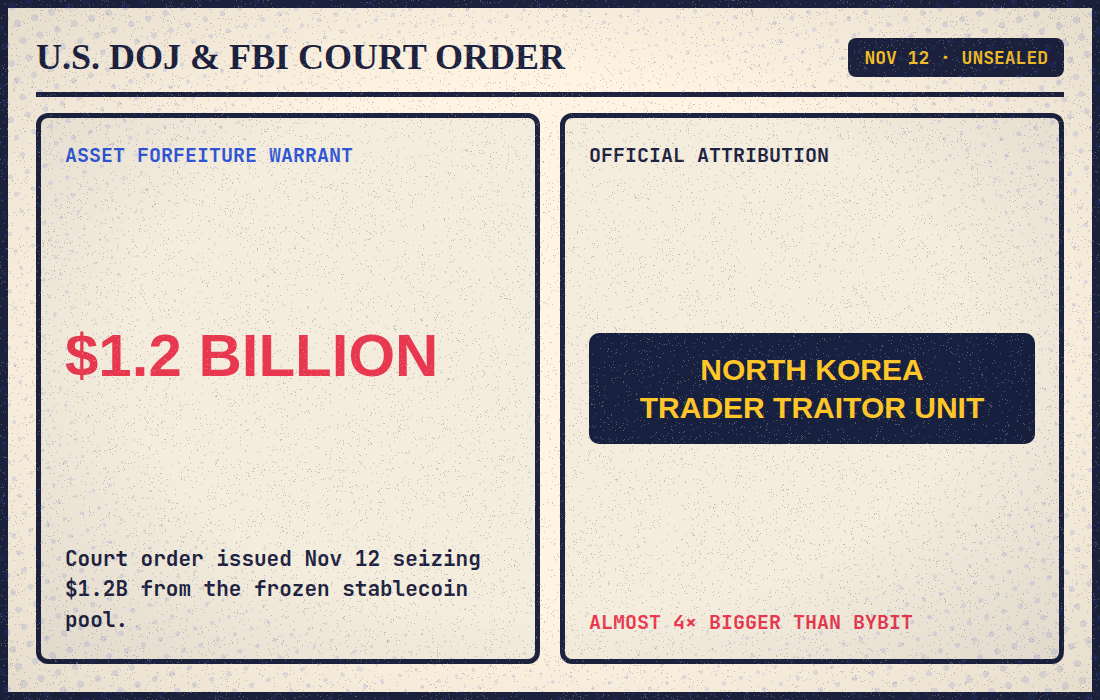 U.S. DOJ & FBI COURT ORDER
NOV 12 · UNSEALED
ASSET FORFEITURE WARRANT
$1.2 BILLION
Court order issued Nov 12 seizing
$1.2B from the frozen stablecoin
pool.
OFFICIAL ATTRIBUTION
NORTH KOREA
TRADER TRAITOR UNIT
ALMOST 4× BIGGER THAN BYBIT